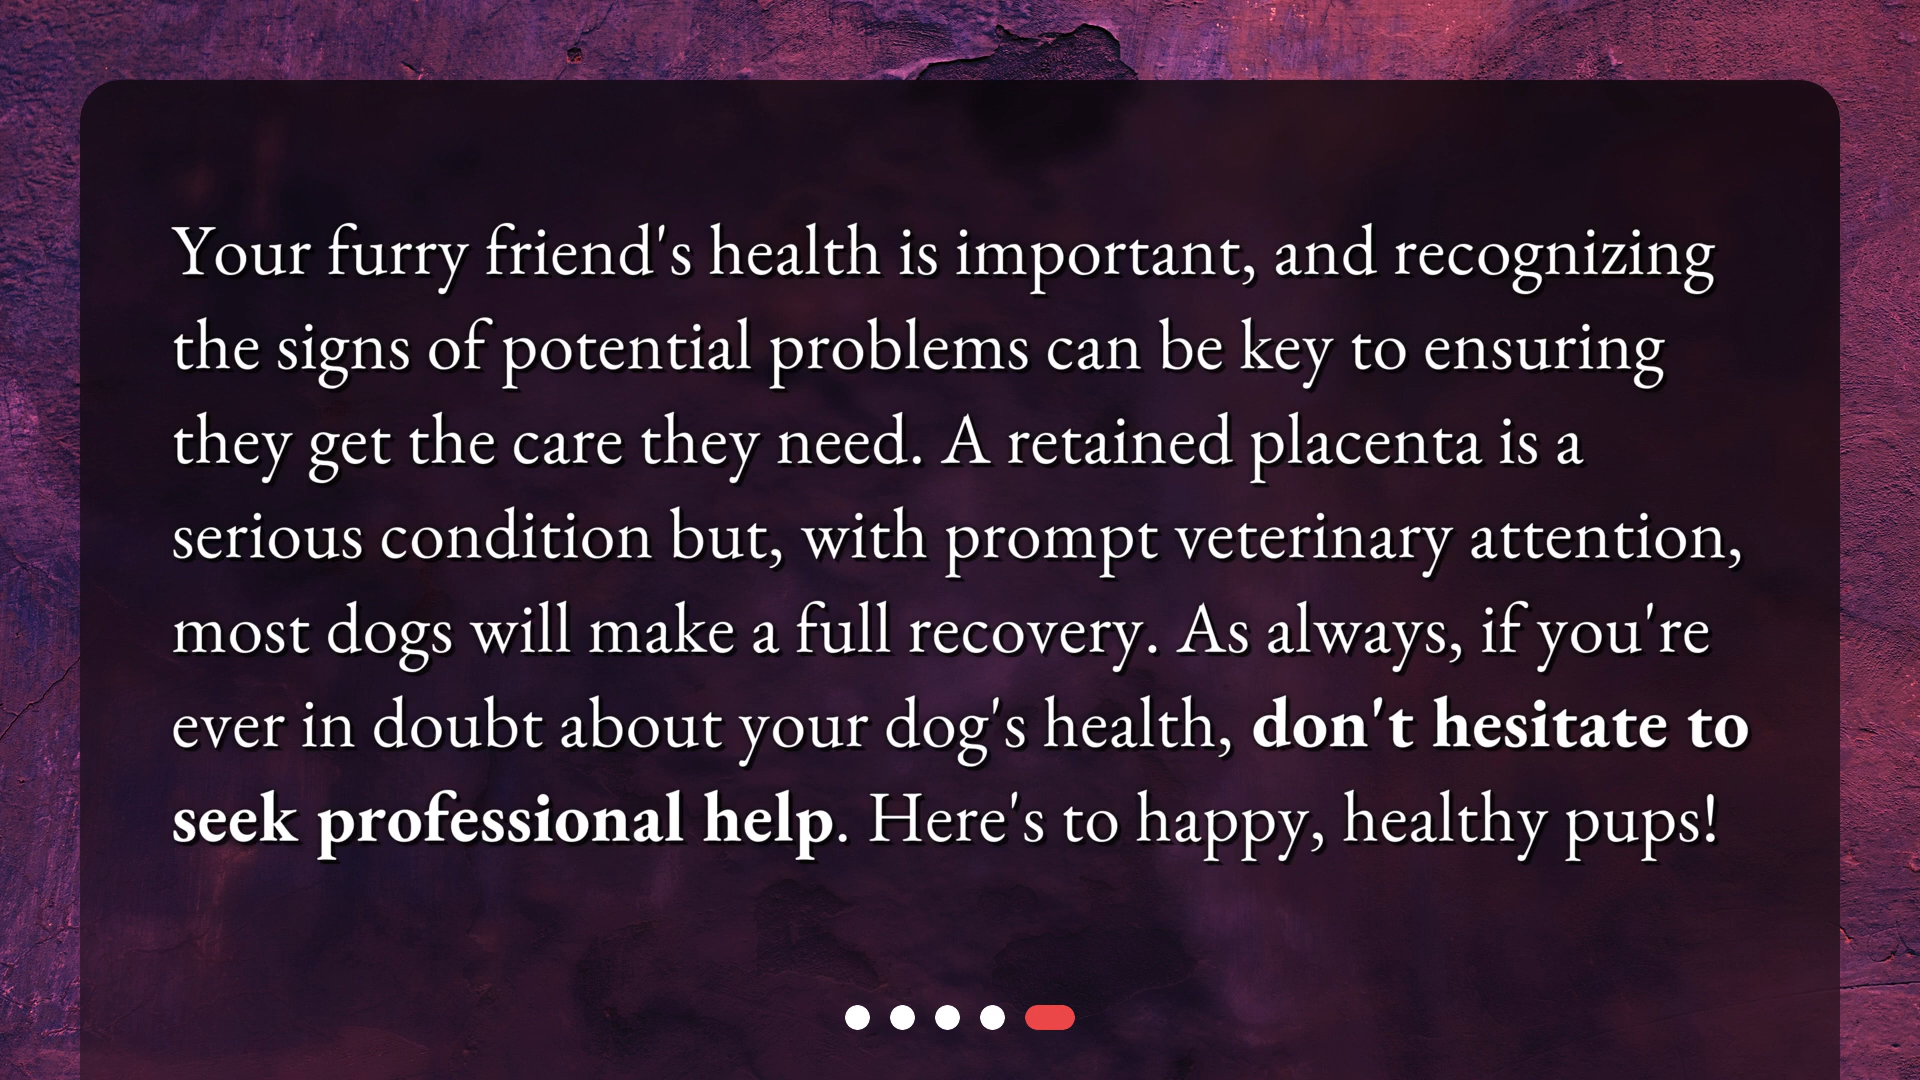 Your furry friend's health is important, and recognizing
the signs of potential problems can be key to ensuring
they get the care they need. A retained placenta is a
serious condition but, with prompt veterinary attention,
most dogs will make a full recovery. As always, if you're
ever in doubt about your dog's health, don't hesitate to
seek professional help. Here's to happy, healthy pups!